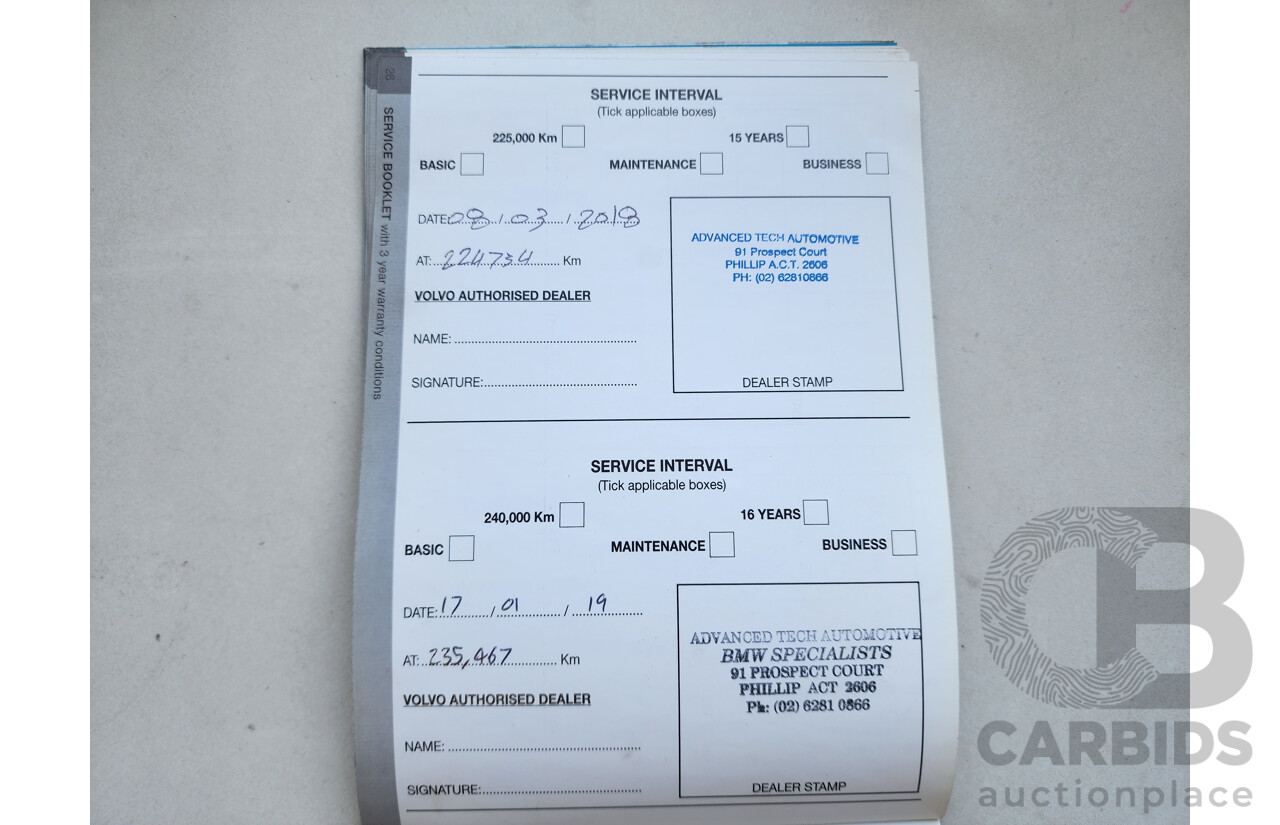 26
SERVICE BOOKLET with 3 year warranty conditions
SERVICE INTERVAL
(Tick applicable boxes)
225,000 Km
15 YEARS
BASIC
MAINTENANCE
BUSINESS
DATE: 08 / 03 / 2018
AT: 224734 Km
VOLVO AUTHORISED DEALER
NAME:
SIGNATURE:
ADVANCED TECH AUTOMOTIVE
91 Prospect Court
PHILLIP A.C.T. 2606
PH: (02) 62810866
DEALER STAMP
SERVICE INTERVAL
(Tick applicable boxes)
240,000 Km
16 YEARS
BASIC
MAINTENANCE
BUSINESS
DATE: 17 / 01 / 19
AT: 235,467 Km
VOLVO AUTHORISED DEALER
NAME:
SIGNATURE:
ADVANCED TECH AUTOMOTIVE
BMW SPECIALISTS
91 PROSPECT COURT
PHILLIP ACT 2606
Ph: (02) 6281 0866
DEALER STAMP
CB
CARBIDS
auctionplace